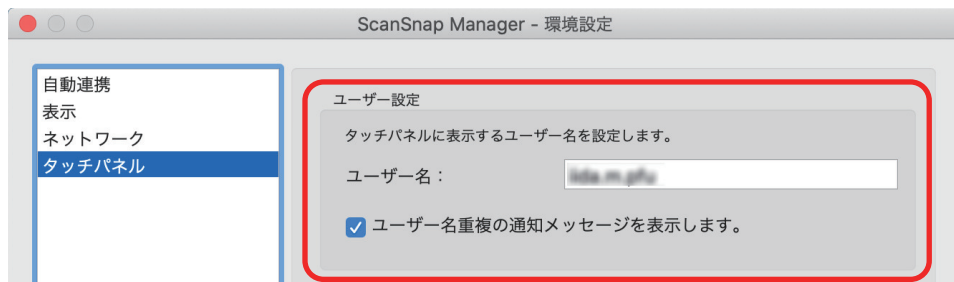 ScanSnap Manager - 環境設定
自動連携
表示
ネットワーク
タッチパネル
ユーザー設定
タッチパネルに表示するユーザー名を設定します。
ユーザー名：
ユーザー名重複の通知メッセージを表示します。